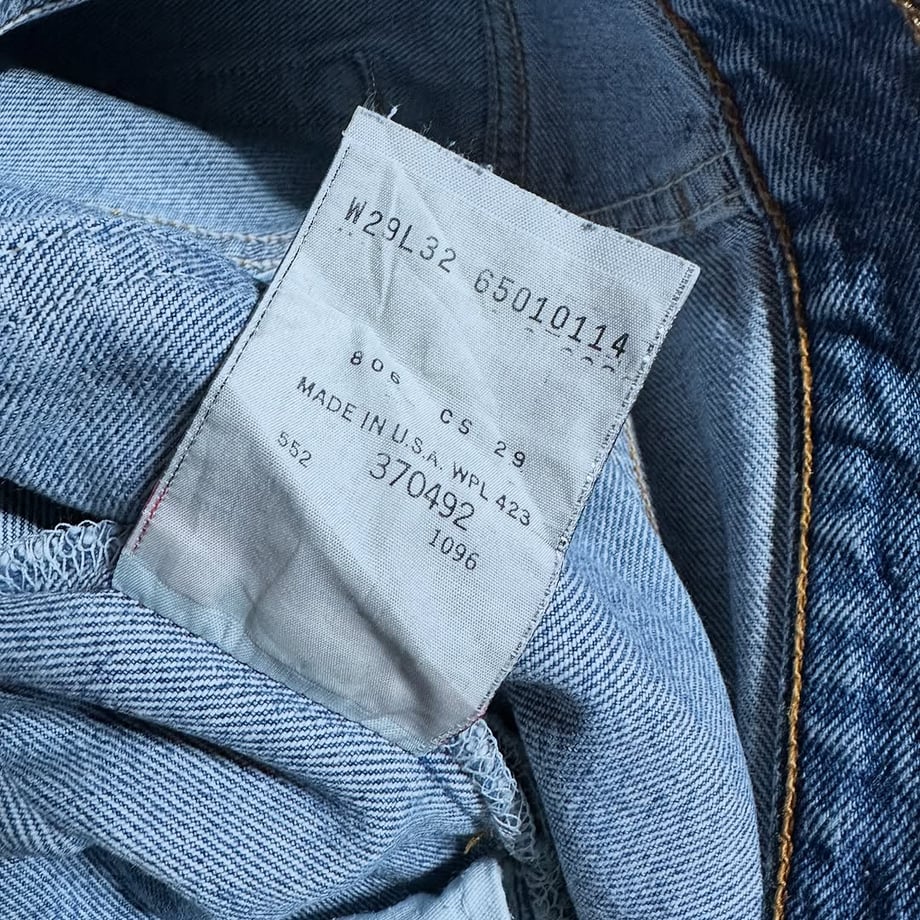 W29L32 65010114
806 CS 29
MADE IN U.S.A. WPL 423
552 370492
1096